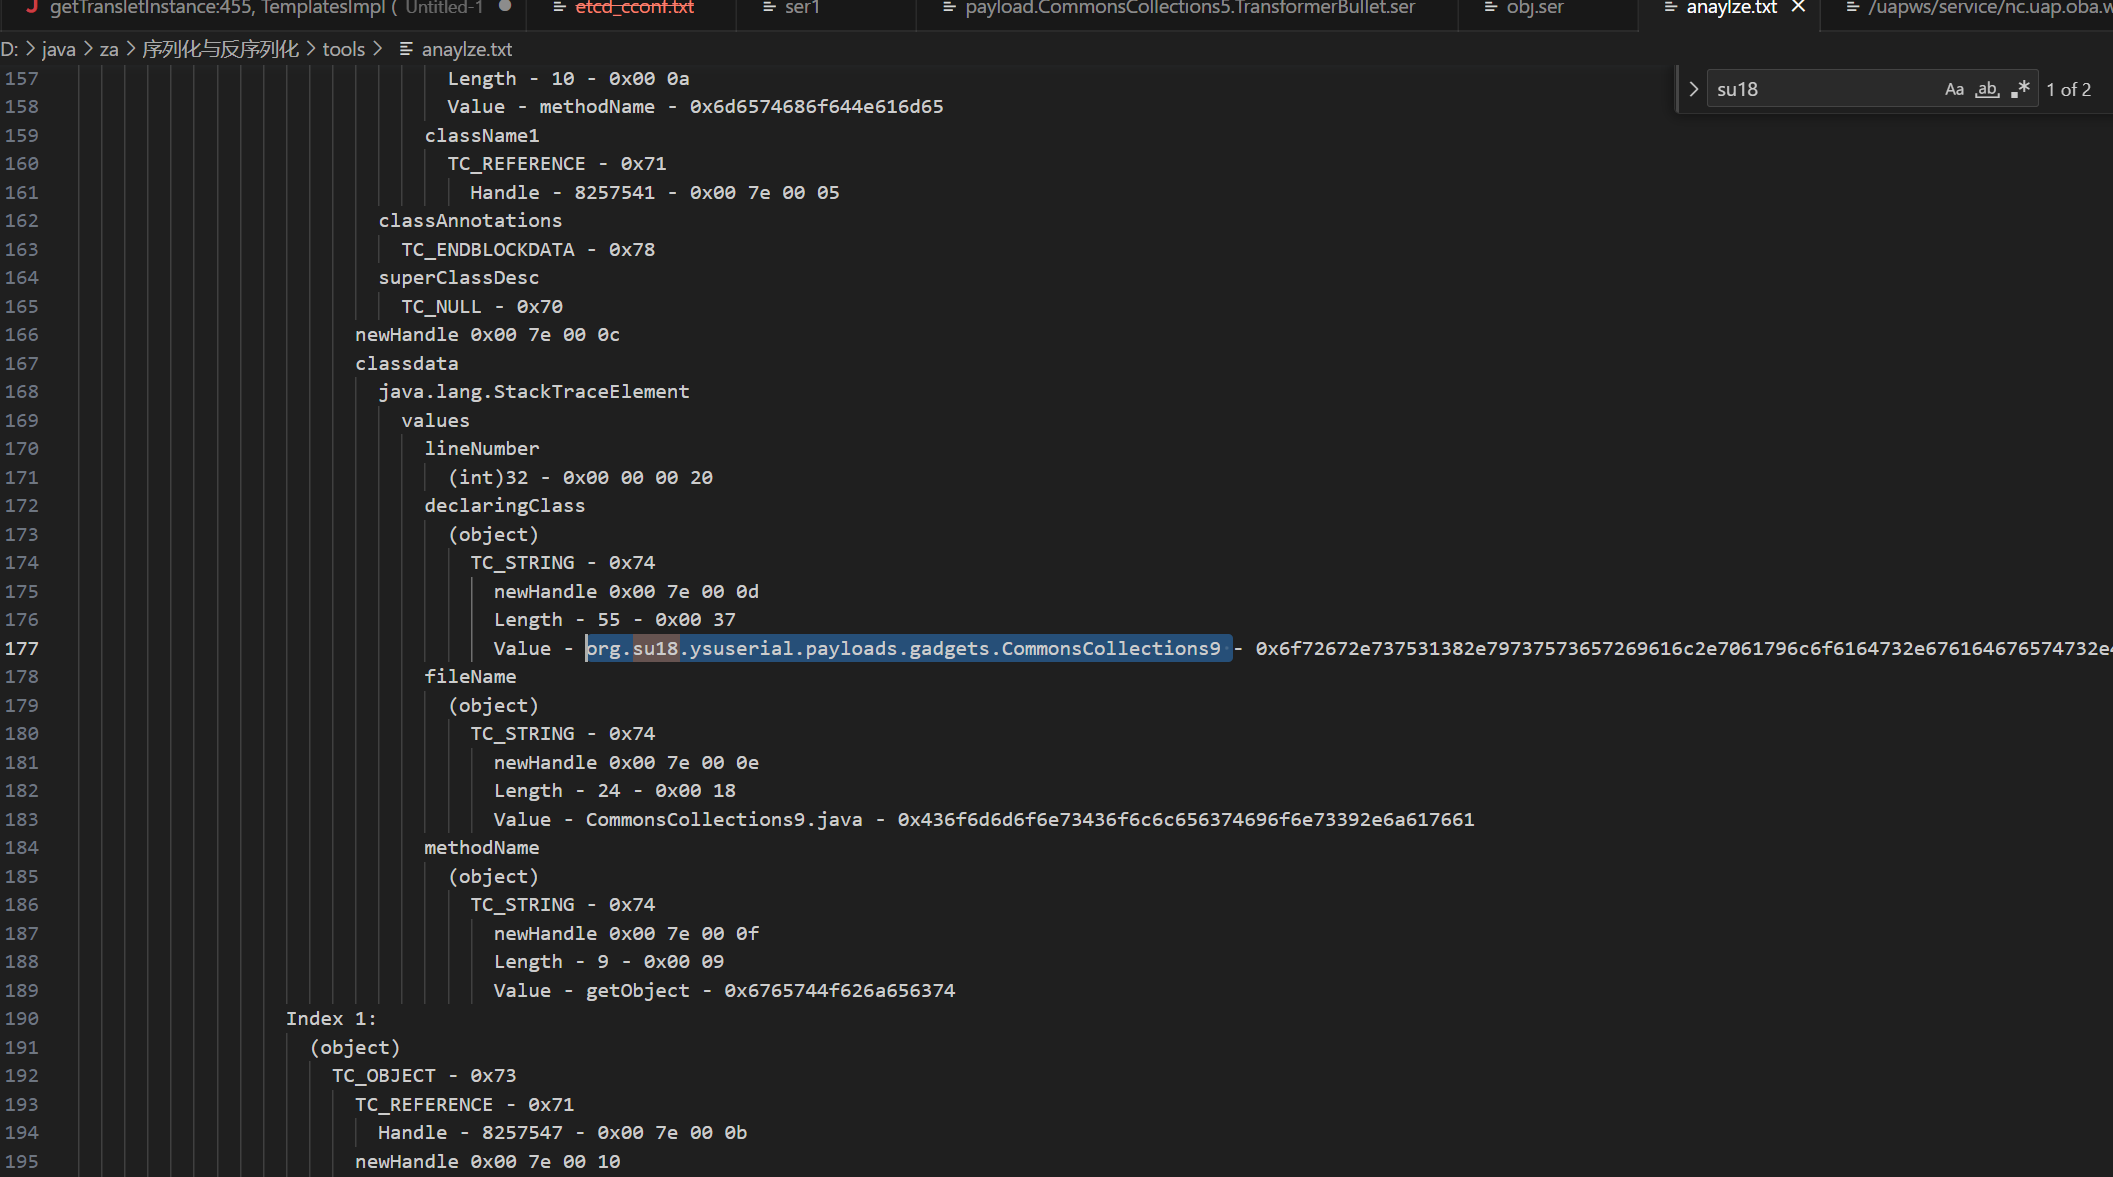 getTransletInstance:455, TemplatesImpl ( Untitled-1
etcd_cconf.txt
ser1
payload.CommonsCollections5.TransformerBullet.ser
obj.ser
anaylze.txt
/uapws/service/nc.uap.oba.w
D: > java > za > 序列化与反序列化 > tools > anaylze.txt
su18 Aa ab .* 1 of 2
157 Length - 10 - 0x00 0a
158 Value - methodName - 0x6d6574686f644e616d65
159 className1
160 TC_REFERENCE - 0x71
161 Handle - 8257541 - 0x00 7e 00 05
162 classAnnotations
163 TC_ENDBLOCKDATA - 0x78
164 superClassDesc
165 TC_NULL - 0x70
166 newHandle 0x00 7e 00 0c
167 classdata
168 java.lang.StackTraceElement
169 values
170 lineNumber
171 (int)32 - 0x00 00 00 20
172 declaringClass
173 (object)
174 TC_STRING - 0x74
175 newHandle 0x00 7e 00 0d
176 Length - 55 - 0x00 37
177 Value - org.su18.ysuserial.payloads.gadgets.CommonsCollections9 - 0x6f72672e737531382e797375736572​69616c2e7061796c6f6164732e676164676574732e4
178 fileName
179 (object)
180 TC_STRING - 0x74
181 newHandle 0x00 7e 00 0e
182 Length - 24 - 0x00 18
183 Value - CommonsCollections9.java - 0x436f6d6d6f6e73436f6c6c656374696f6e73392e6a617661
184 methodName
185 (object)
186 TC_STRING - 0x74
187 newHandle 0x00 7e 00 0f
188 Length - 9 - 0x00 09
189 Value - getObject - 0x6765744f626a656374
190 Index 1:
191 (object)
192 TC_OBJECT - 0x73
193 TC_REFERENCE - 0x71
194 Handle - 8257547 - 0x00 7e 00 0b
195 newHandle 0x00 7e 00 10